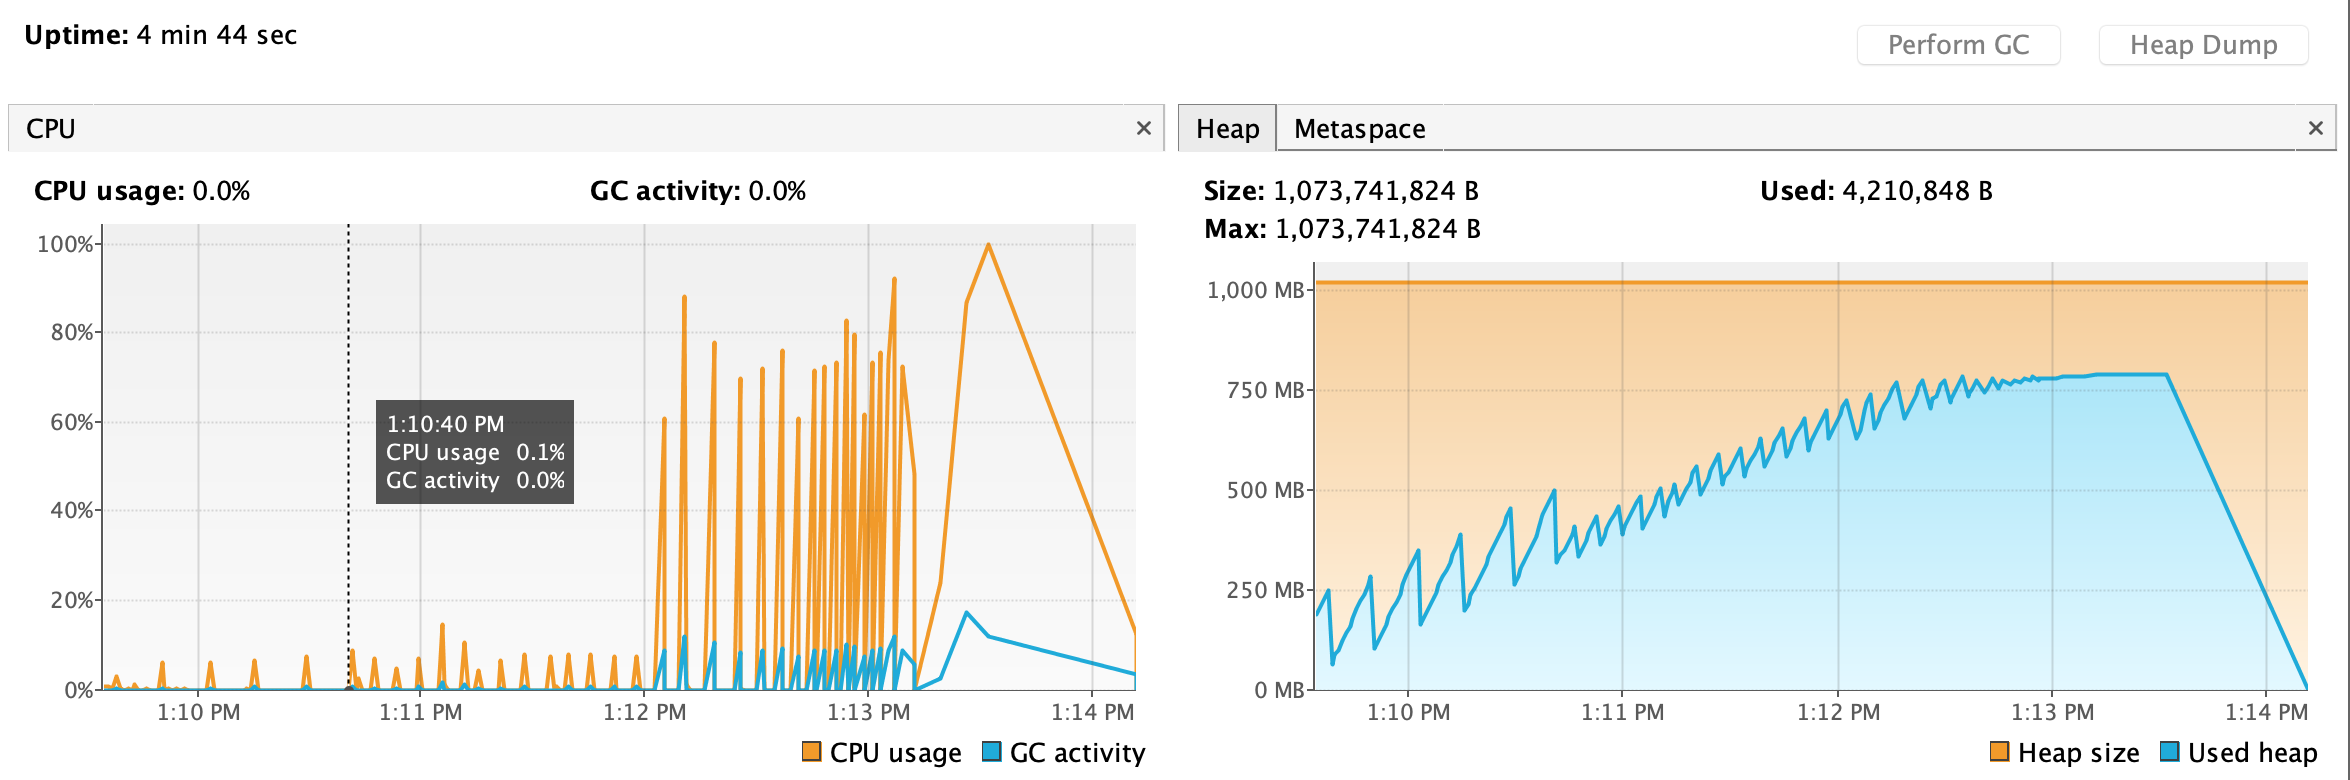 Uptime: 4 min 44 sec
Perform GC
Heap Dump
CPU
×
Heap
Metaspace
×
CPU usage: 0.0%
GC activity: 0.0%
100%
80%
60%
40%
20%
0%
1:10:40 PM
CPU usage 0.1%
GC activity 0.0%
1:10 PM
1:11 PM
1:12 PM
1:13 PM
1:14 PM
CPU usage
GC activity
Size: 1,073,741,824 B
Used: 4,210,848 B
Max: 1,073,741,824 B
1,000 MB
750 MB
500 MB
250 MB
0 MB
1:10 PM
1:11 PM
1:12 PM
1:13 PM
1:14 PM
Heap size
Used heap